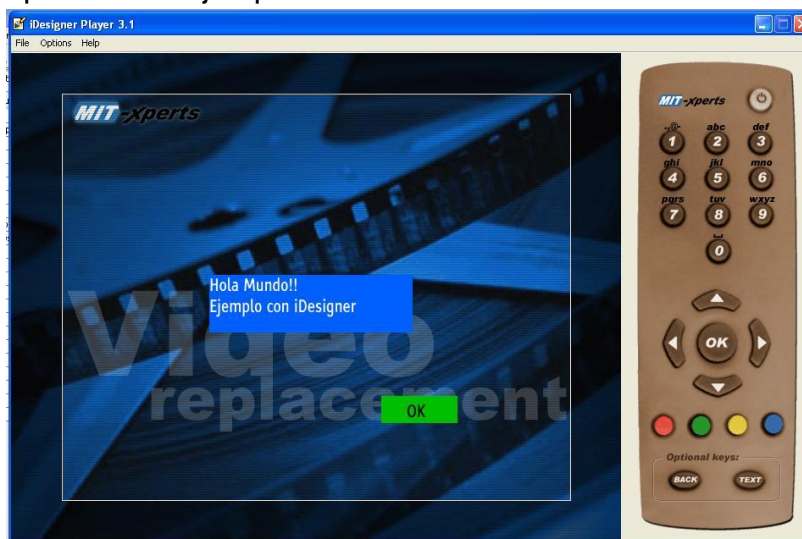 iDesigner Player 3.1
File Options Help
MIT-xperts
Hola Mundo!!
Ejemplo con iDesigner
Video
replacement
OK
MIT-xperts
.,@- abc def
1 2 3
ghi jkl mno
4 5 6
pqrs tuv wxyz
7 8 9
0
OK
Optional keys:
BACK TEXT